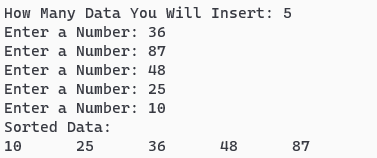 How Many Data You Will Insert: 5
Enter a Number: 36
Enter a Number: 87
Enter a Number: 48
Enter a Number: 25
Enter a Number: 10
Sorted Data:
10      25      36      48      87